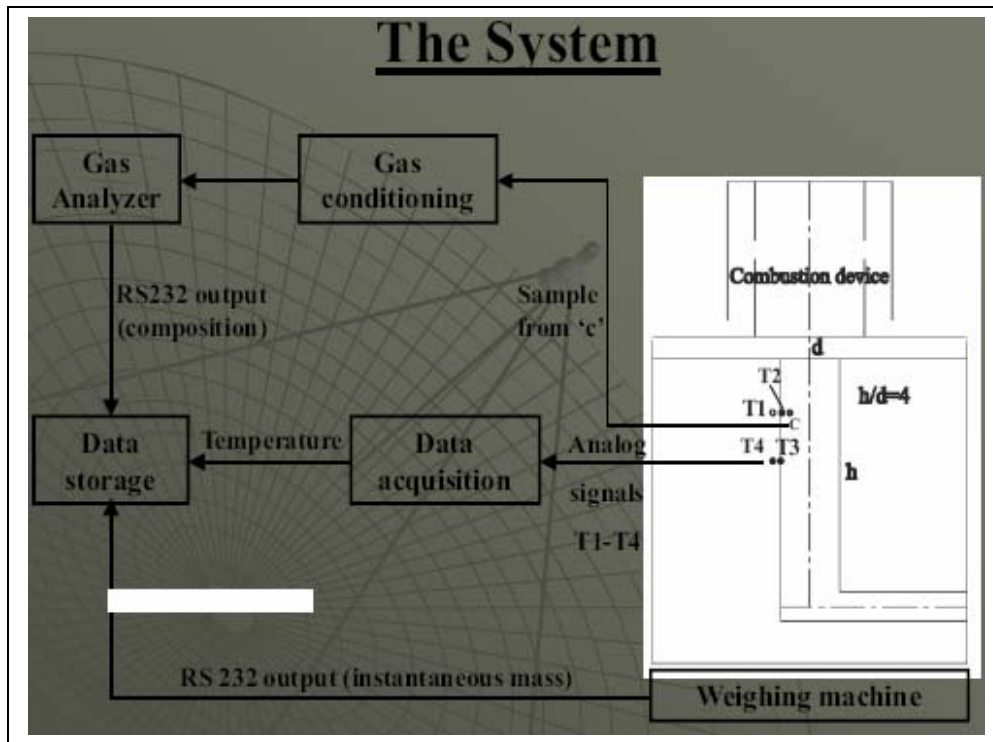 The System
Gas
Analyzer
Gas
conditioning
RS232 output
(composition)
Sample
from ‘c’
Combustion device
d
T2
T1
C
h/d=4
T4
T3
h
Data
storage
Temperature
Data
acquisition
Analog
signals
T1-T4
RS 232 output (instantaneous mass)
Weighing machine